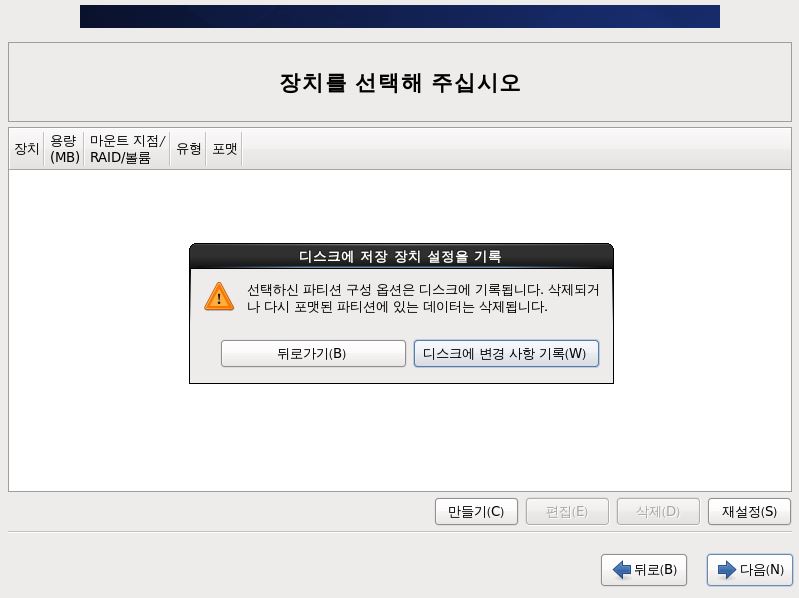 장치를 선택해 주십시오
장치
용량
(MB)
마운트 지점/
RAID/볼륨
유형
포맷
디스크에 저장 장치 설정을 기록
선택하신 파티션 구성 옵션은 디스크에 기록됩니다. 삭제되거
나 다시 포맷된 파티션에 있는 데이터는 삭제됩니다.
뒤로가기(B)
디스크에 변경 사항 기록(W)
만들기(C)
편집(E)
삭제(D)
재설정(S)
뒤로(B)
다음(N)